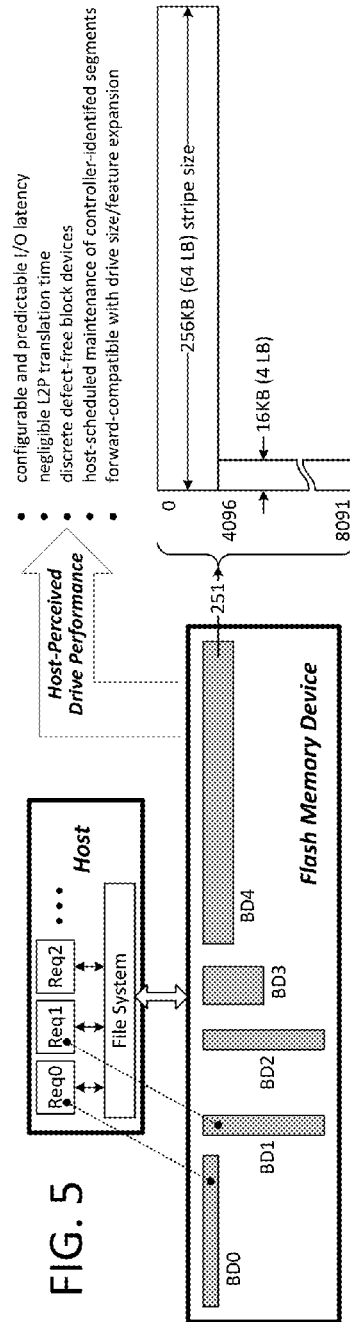 FIG. 5
Host
Req0
Req1
Req2
• • •
File System
Host-Perceived
Drive Performance
• configurable and predictable I/O latency
• negligible L2P translation time
• discrete defect-free block devices
• host-scheduled maintenance of controller-identifed segments
• forward-compatible with drive size/feature expansion
Flash Memory Device
BD0
BD1
BD2
BD3
BD4
251
0
4096
8091
256KB (64 LB) stripe size
16KB (4 LB)